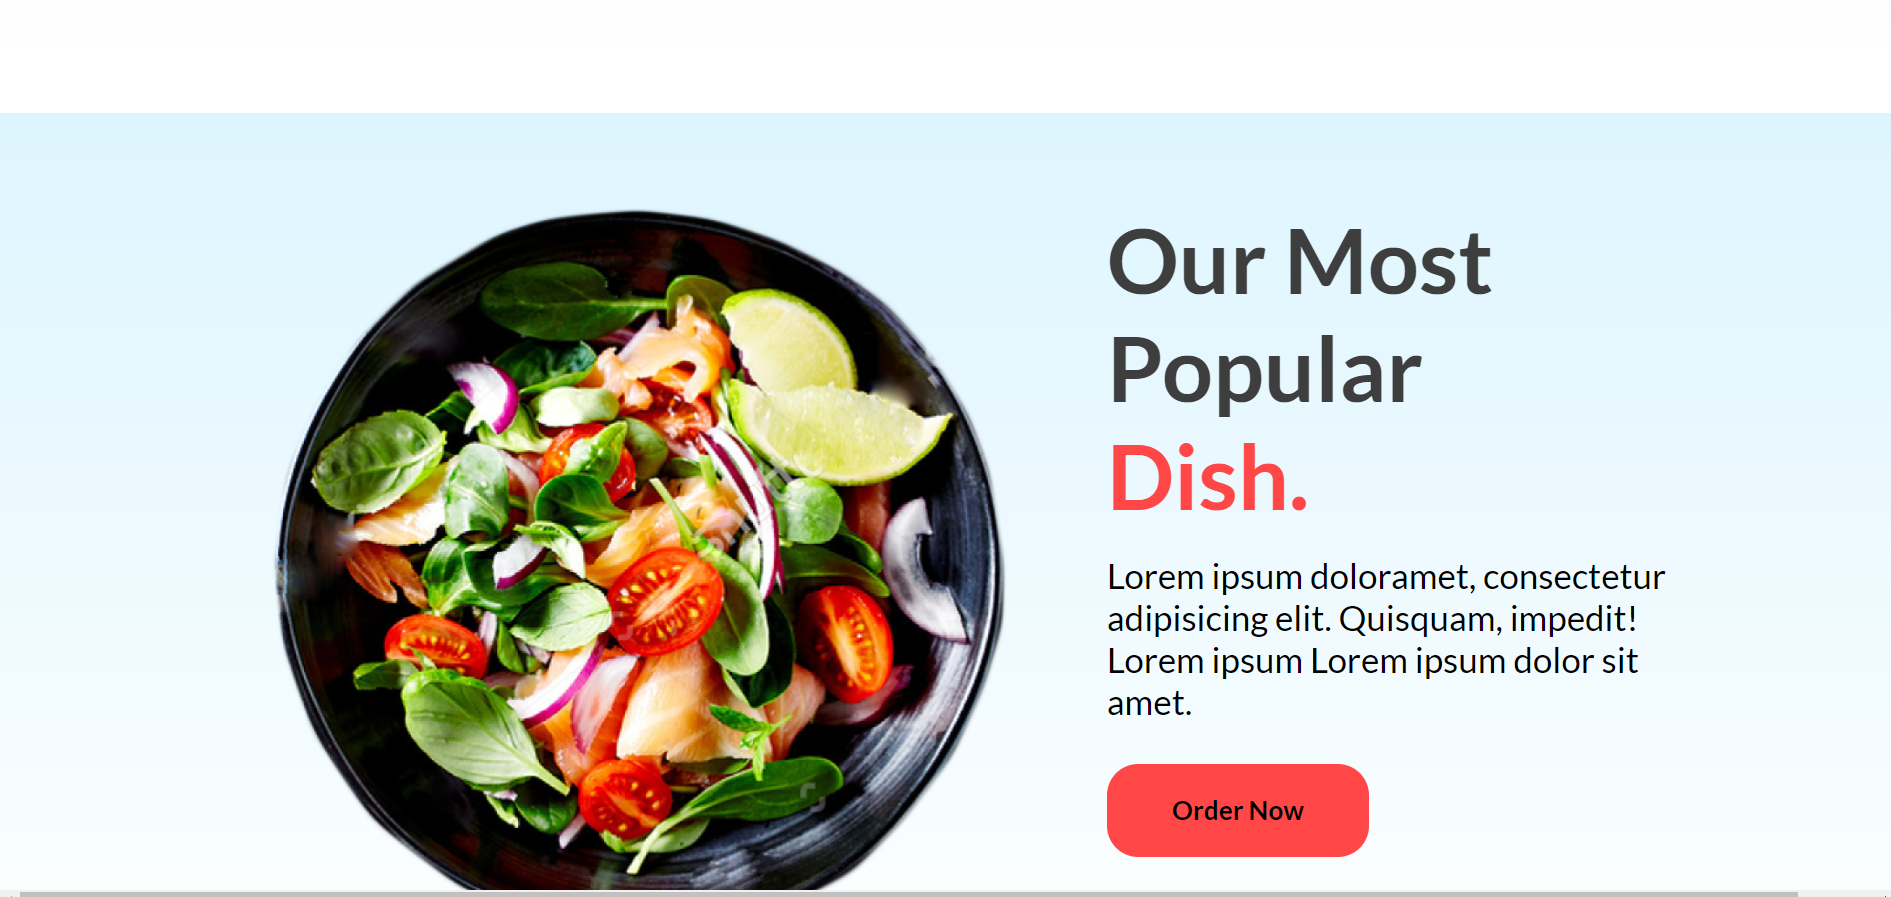 Our Most
Popular
Dish.
Lorem ipsum doloramet, consectetur
adipisicing elit. Quisquam, impedit!
Lorem ipsum Lorem ipsum dolor sit
amet.
Order Now